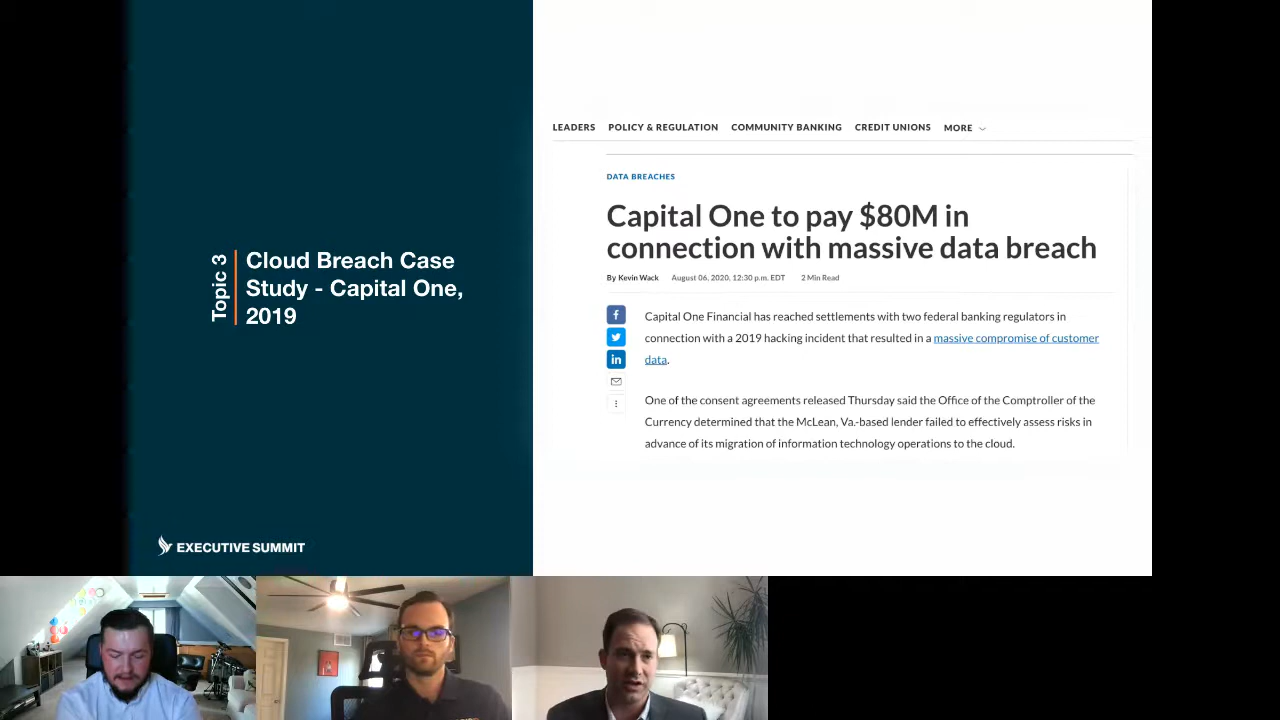 Topic 3
Cloud Breach Case
Study - Capital One,
2019
EXECUTIVE SUMMIT
LEADERS POLICY & REGULATION COMMUNITY BANKING CREDIT UNIONS MORE
DATA BREACHES
Capital One to pay $80M in
connection with massive data breach
By Kevin Wack August 06, 2020, 12:30 p.m. EDT 2 Min Read
Capital One Financial has reached settlements with two federal banking regulators in
connection with a 2019 hacking incident that resulted in a massive compromise of customer
data.
One of the consent agreements released Thursday said the Office of the Comptroller of the
Currency determined that the McLean, Va.-based lender failed to effectively assess risks in
advance of its migration of information technology operations to the cloud.